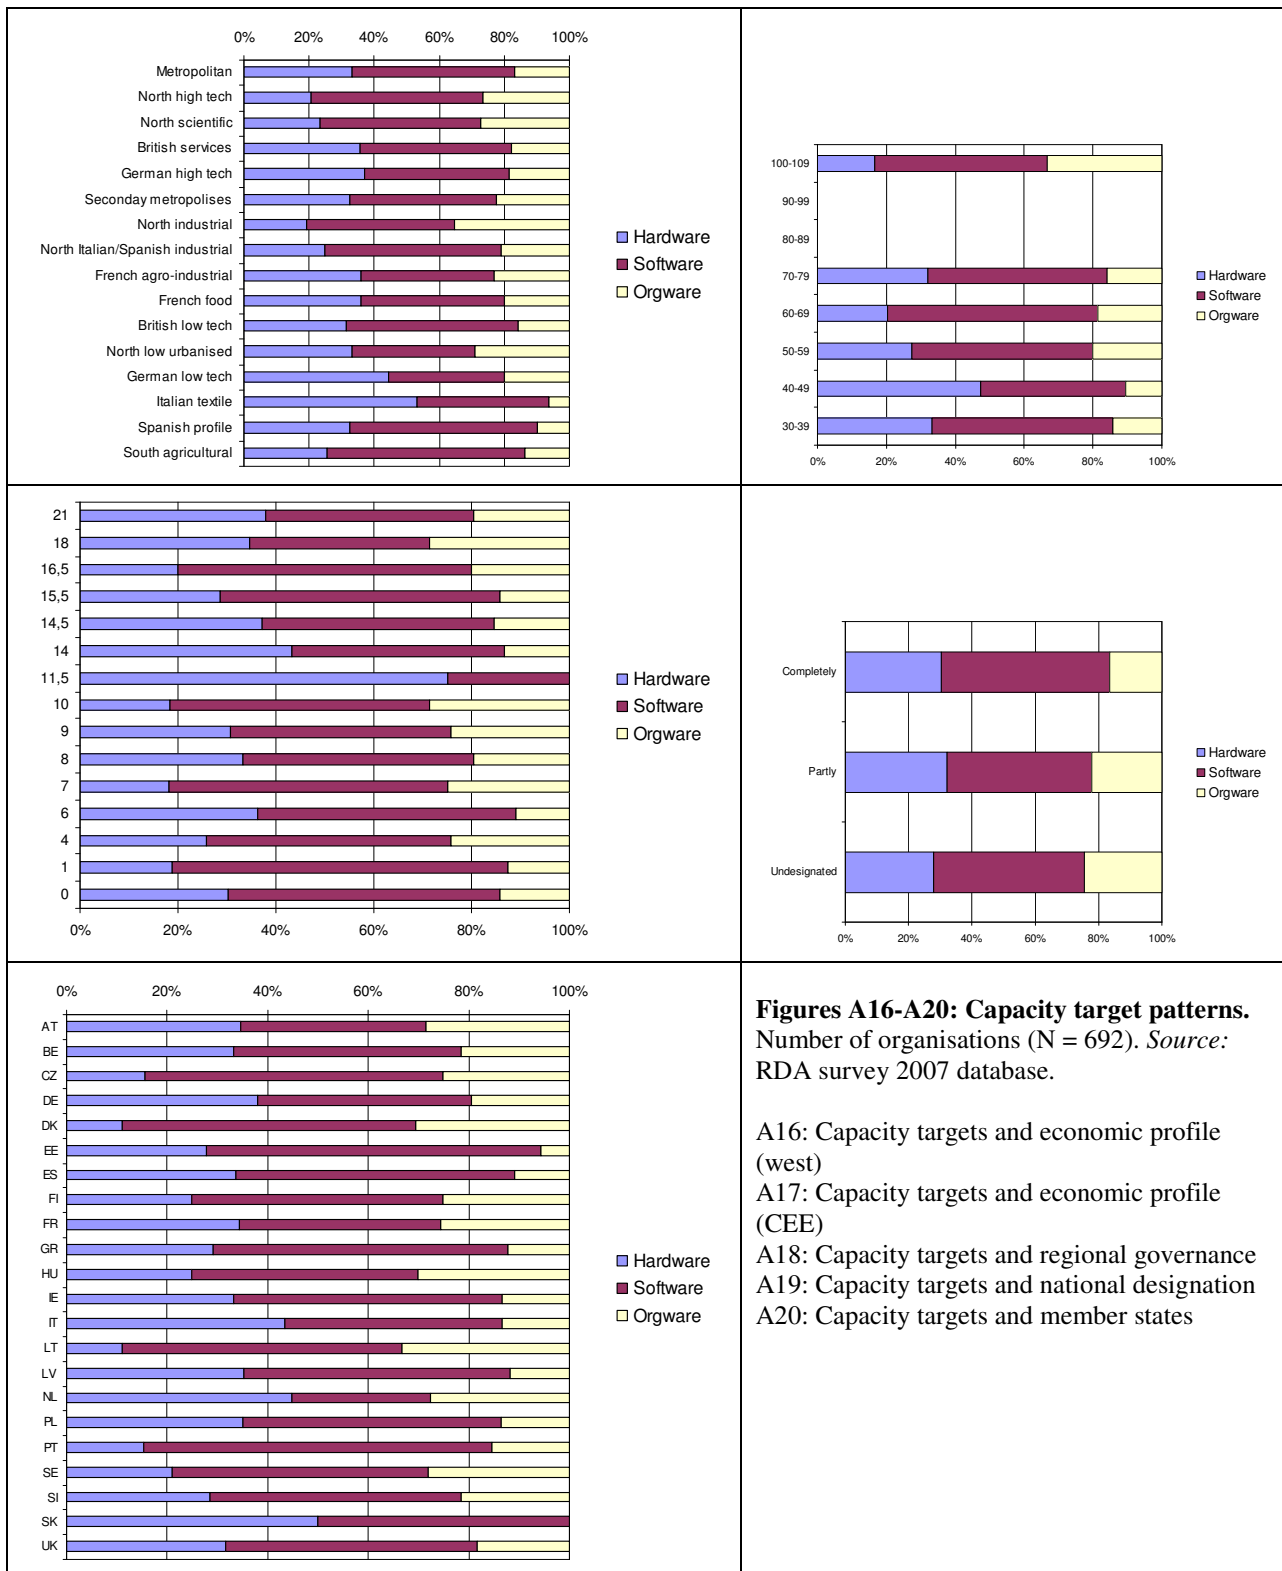 0% 20% 40% 60% 80% 100%
Metropolitan
North high tech
North scientific
British services
German high tech
Seconday metropolises
North industrial
North Italian/Spanish industrial
French agro-industrial
French food
British low tech
North low urbanised
German low tech
Italian textile
Spanish profile
South agricultural
Hardware
Software
Orgware
100-109
90-99
80-89
70-79
60-69
50-59
40-49
30-39
0% 20% 40% 60% 80% 100%
Hardware
Software
Orgware
21
18
16,5
15,5
14,5
14
11,5
10
9
8
7
6
4
1
0
0% 20% 40% 60% 80% 100%
Hardware
Software
Orgware
Completely
Partly
Undesignated
0% 20% 40% 60% 80% 100%
Hardware
Software
Orgware
0% 20% 40% 60% 80% 100%
AT
BE
CZ
DE
DK
EE
ES
FI
FR
GR
HU
IE
IT
LT
LV
NL
PL
PT
SE
SI
SK
UK
Hardware
Software
Orgware
Figures A16-A20: Capacity target patterns.
Number of organisations (N = 692). Source:
RDA survey 2007 database.
A16: Capacity targets and economic profile
(west)
A17: Capacity targets and economic profile
(CEE)
A18: Capacity targets and regional governance
A19: Capacity targets and national designation
A20: Capacity targets and member states